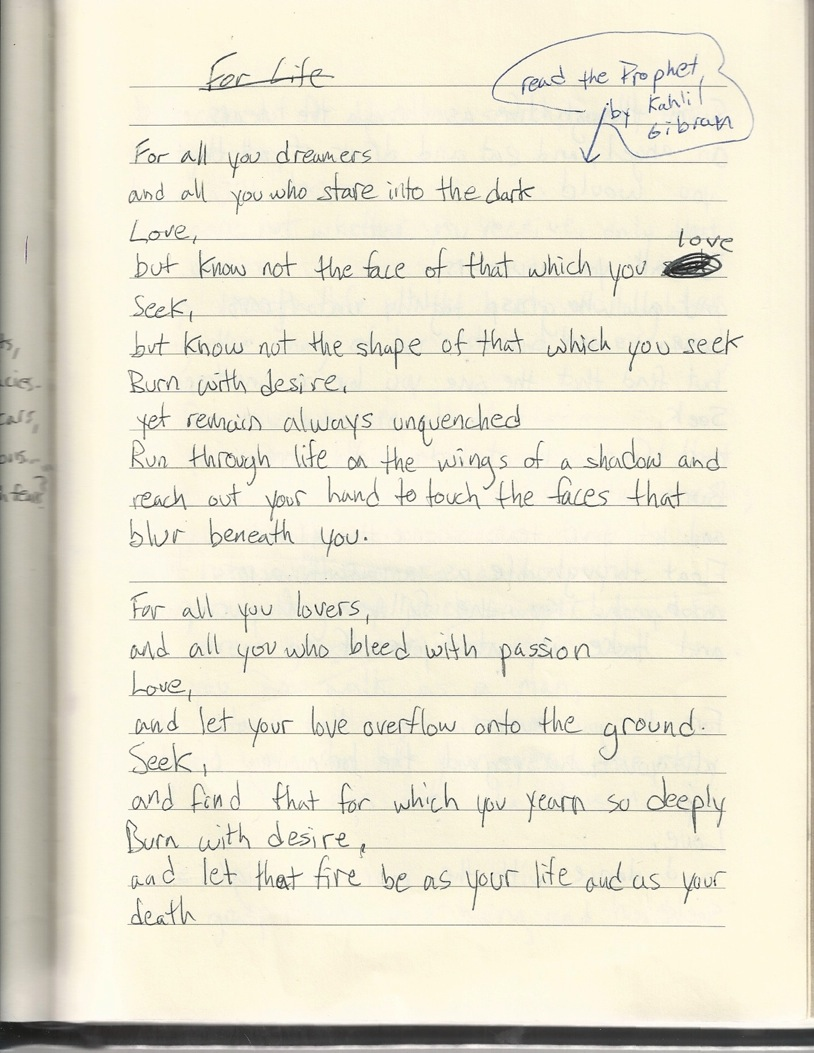 For Life
read the Prophet,
by Kahlil
Gibran
For all you dreamers
and all you who stare into the dark
Love,
love
but know not the face of that which you
Seek,
but know not the shape of that which you seek
Burn with desire,
yet remain always unquenched
Run through life on the wings of a shadow and
reach out your hand to touch the faces that
blur beneath you.
For all you lovers,
and all you who bleed with passion
Love,
and let your love overflow onto the ground.
Seek,
and find that for which you yearn so deeply
Burn with desire,
and let that fire be as your life and as your
death